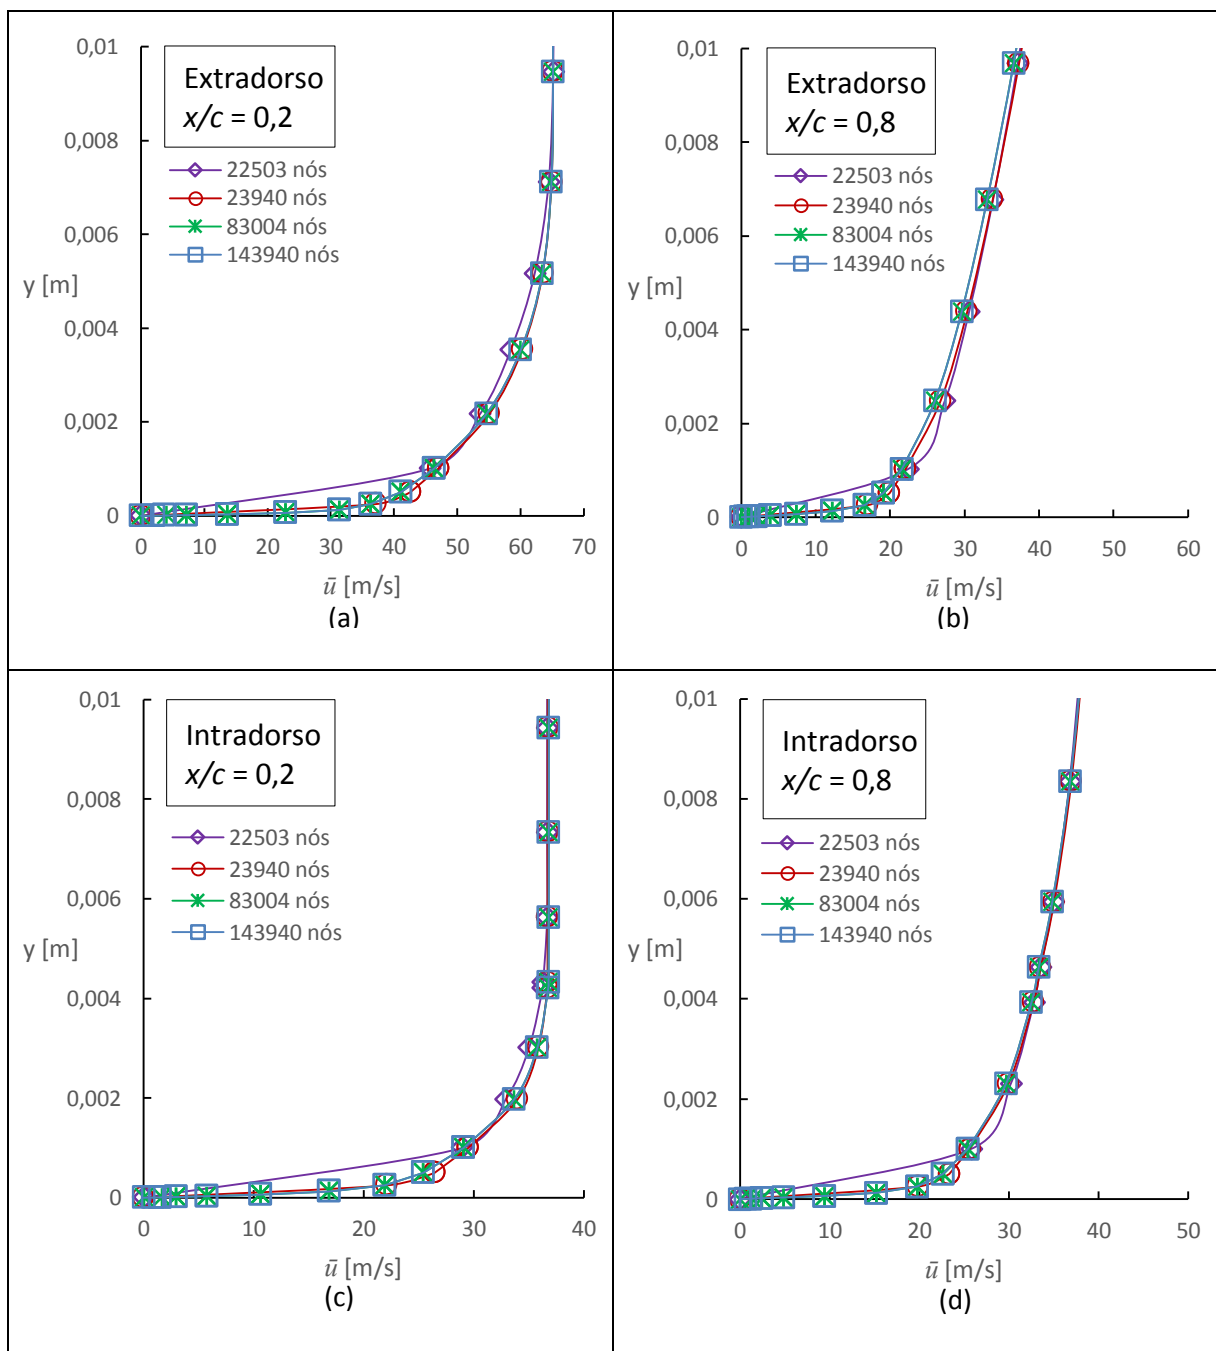 0,01
0,008
0,006
0,004
0,002
0
y [m]
Extradorso
x/c = 0,2
22503 nós
23940 nós
83004 nós
143940 nós
0 10 20 30 40 50 60 70
ū [m/s]
(a)
0,01
0,008
0,006
0,004
0,002
0
y [m]
Extradorso
x/c = 0,8
22503 nós
23940 nós
83004 nós
143940 nós
0 10 20 30 40 50 60
ū [m/s]
(b)
0,01
0,008
0,006
0,004
0,002
0
y [m]
Intradorso
x/c = 0,2
22503 nós
23940 nós
83004 nós
143940 nós
0 10 20 30 40
ū [m/s]
(c)
0,01
0,008
0,006
0,004
0,002
0
y [m]
Intradorso
x/c = 0,8
22503 nós
23940 nós
83004 nós
143940 nós
0 10 20 30 40 50
ū [m/s]
(d)